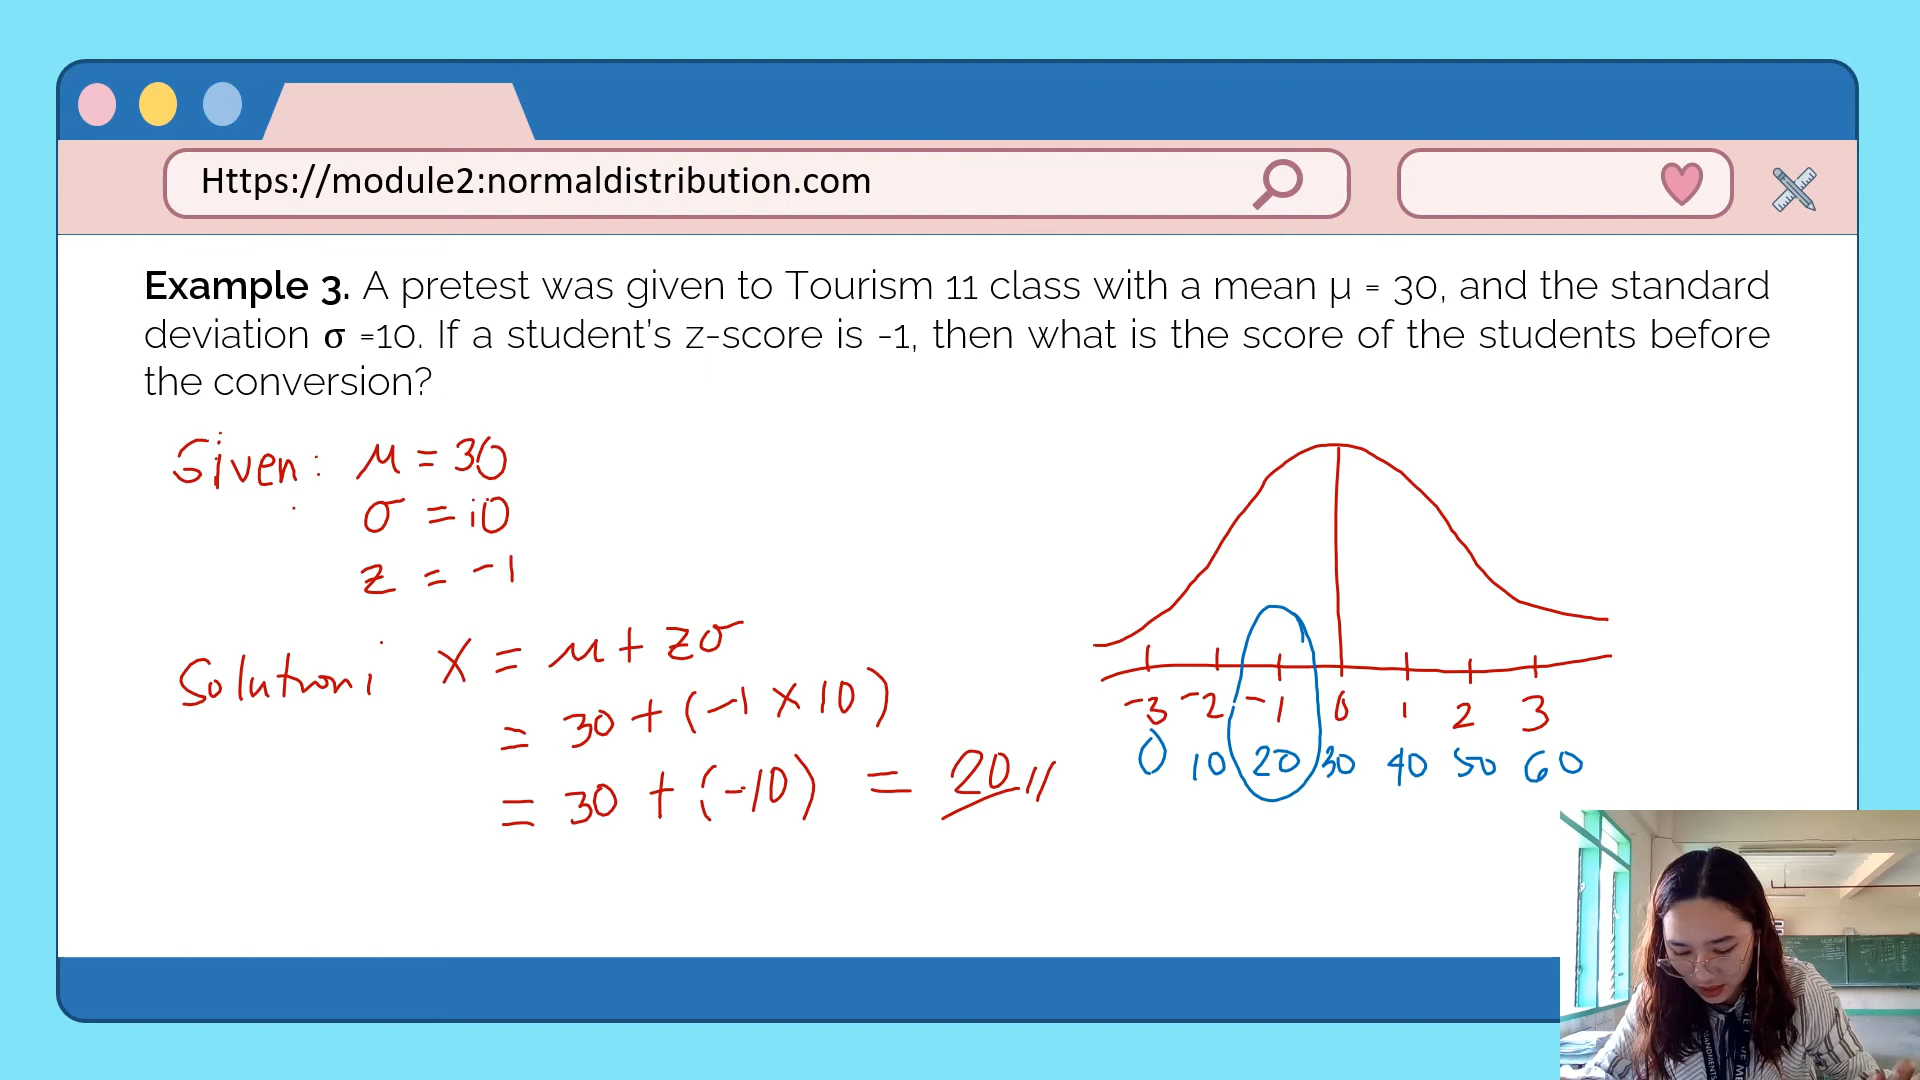 Https://module2:normaldistribution.com
Example 3. A pretest was given to Tourism 11 class with a mean μ = 30, and the standard
deviation σ =10. If a student's z-score is -1, then what is the score of the students before
the conversion?
Given: μ = 30
σ = 10
z = -1
Solution: X = μ + zσ
= 30 + (-1 X 10)
= 30 + (-10) = 20
-3 -2 -1 0 1 2 3
0 10 20 30 40 50 60